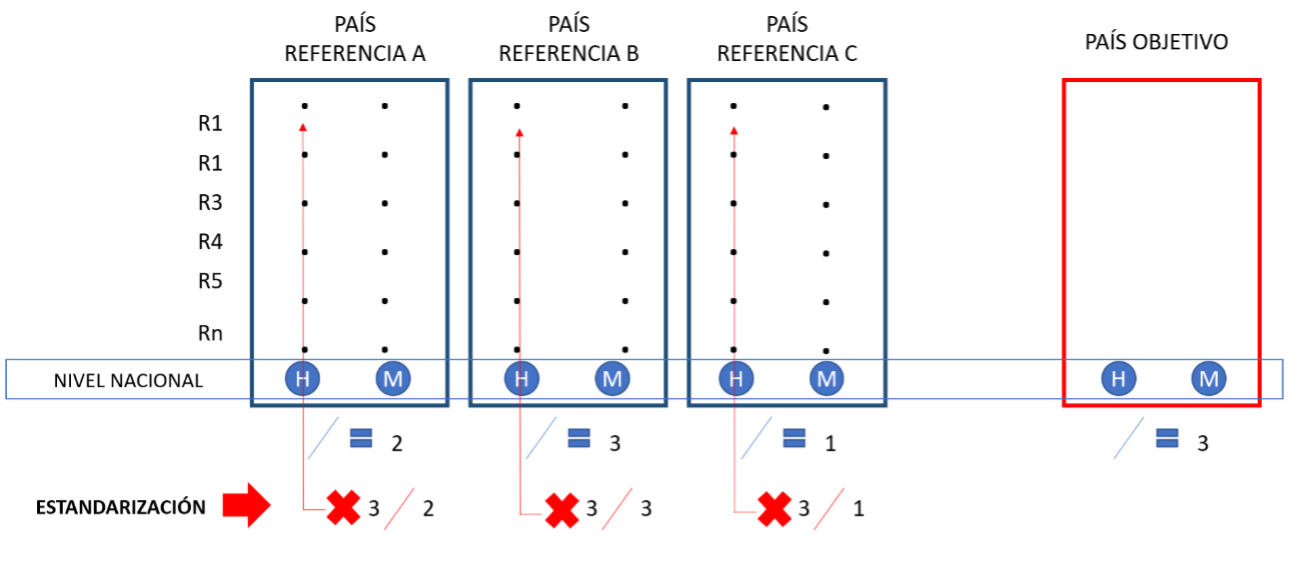 PAÍS
REFERENCIA A
PAÍS
REFERENCIA B
PAÍS
REFERENCIA C
PAÍS OBJETIVO
R1
R1
R3
R4
R5
Rn
NIVEL NACIONAL H M H M H M H M
/ = 2 / = 3 / = 1 / = 3
ESTANDARIZACIÓN 3 / 2 3 / 3 3 / 1